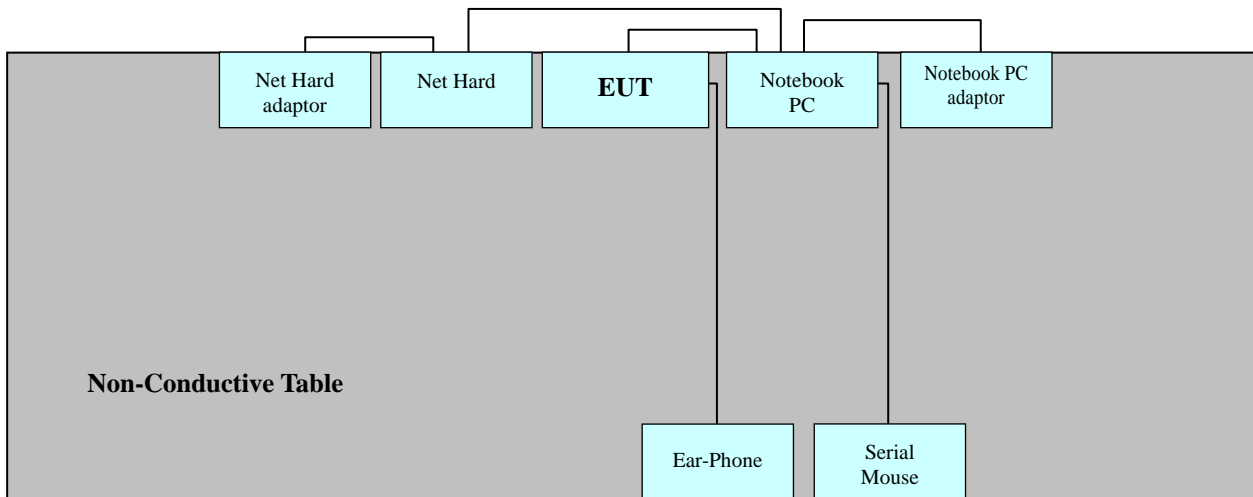 Net Hard
adaptor
Net Hard
EUT
Notebook
PC
Notebook PC
adaptor
Non-Conductive Table
Ear-Phone
Serial
Mouse